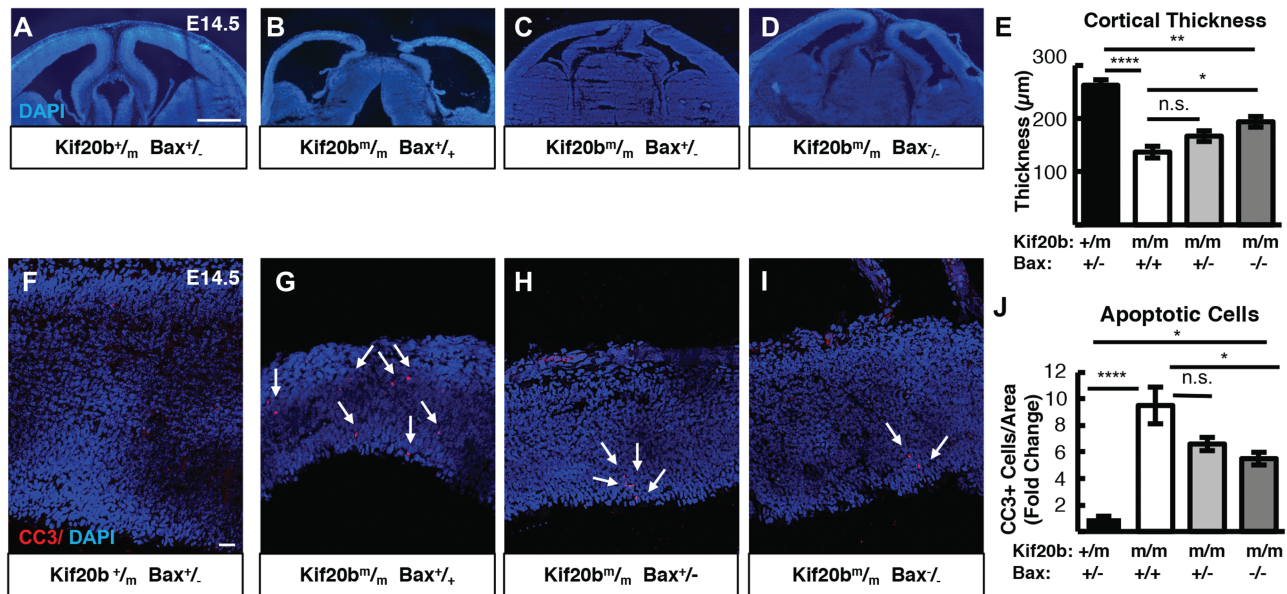 A E14.5
DAPI
Kif20b+/m Bax+/-
B
Kif20bm/m Bax+/+
C
Kif20bm/m Bax+/-
D
Kif20bm/m Bax-/-
E
Cortical Thickness
**
****
*
n.s.
300
200
100
Thickness (µm)
Kif20b: +/m m/m m/m m/m
Bax: +/- +/+ +/- -/-
F E14.5
CC3/ DAPI
Kif20b +/m Bax+/-
G
Kif20bm/m Bax+/+
H
Kif20bm/m Bax+/-
I
Kif20bm/m Bax-/-
J
Apoptotic Cells
*
*
****
n.s.
12
10
8
6
4
2
CC3+ Cells/Area
(Fold Change)
Kif20b: +/m m/m m/m m/m
Bax: +/- +/+ +/- -/-